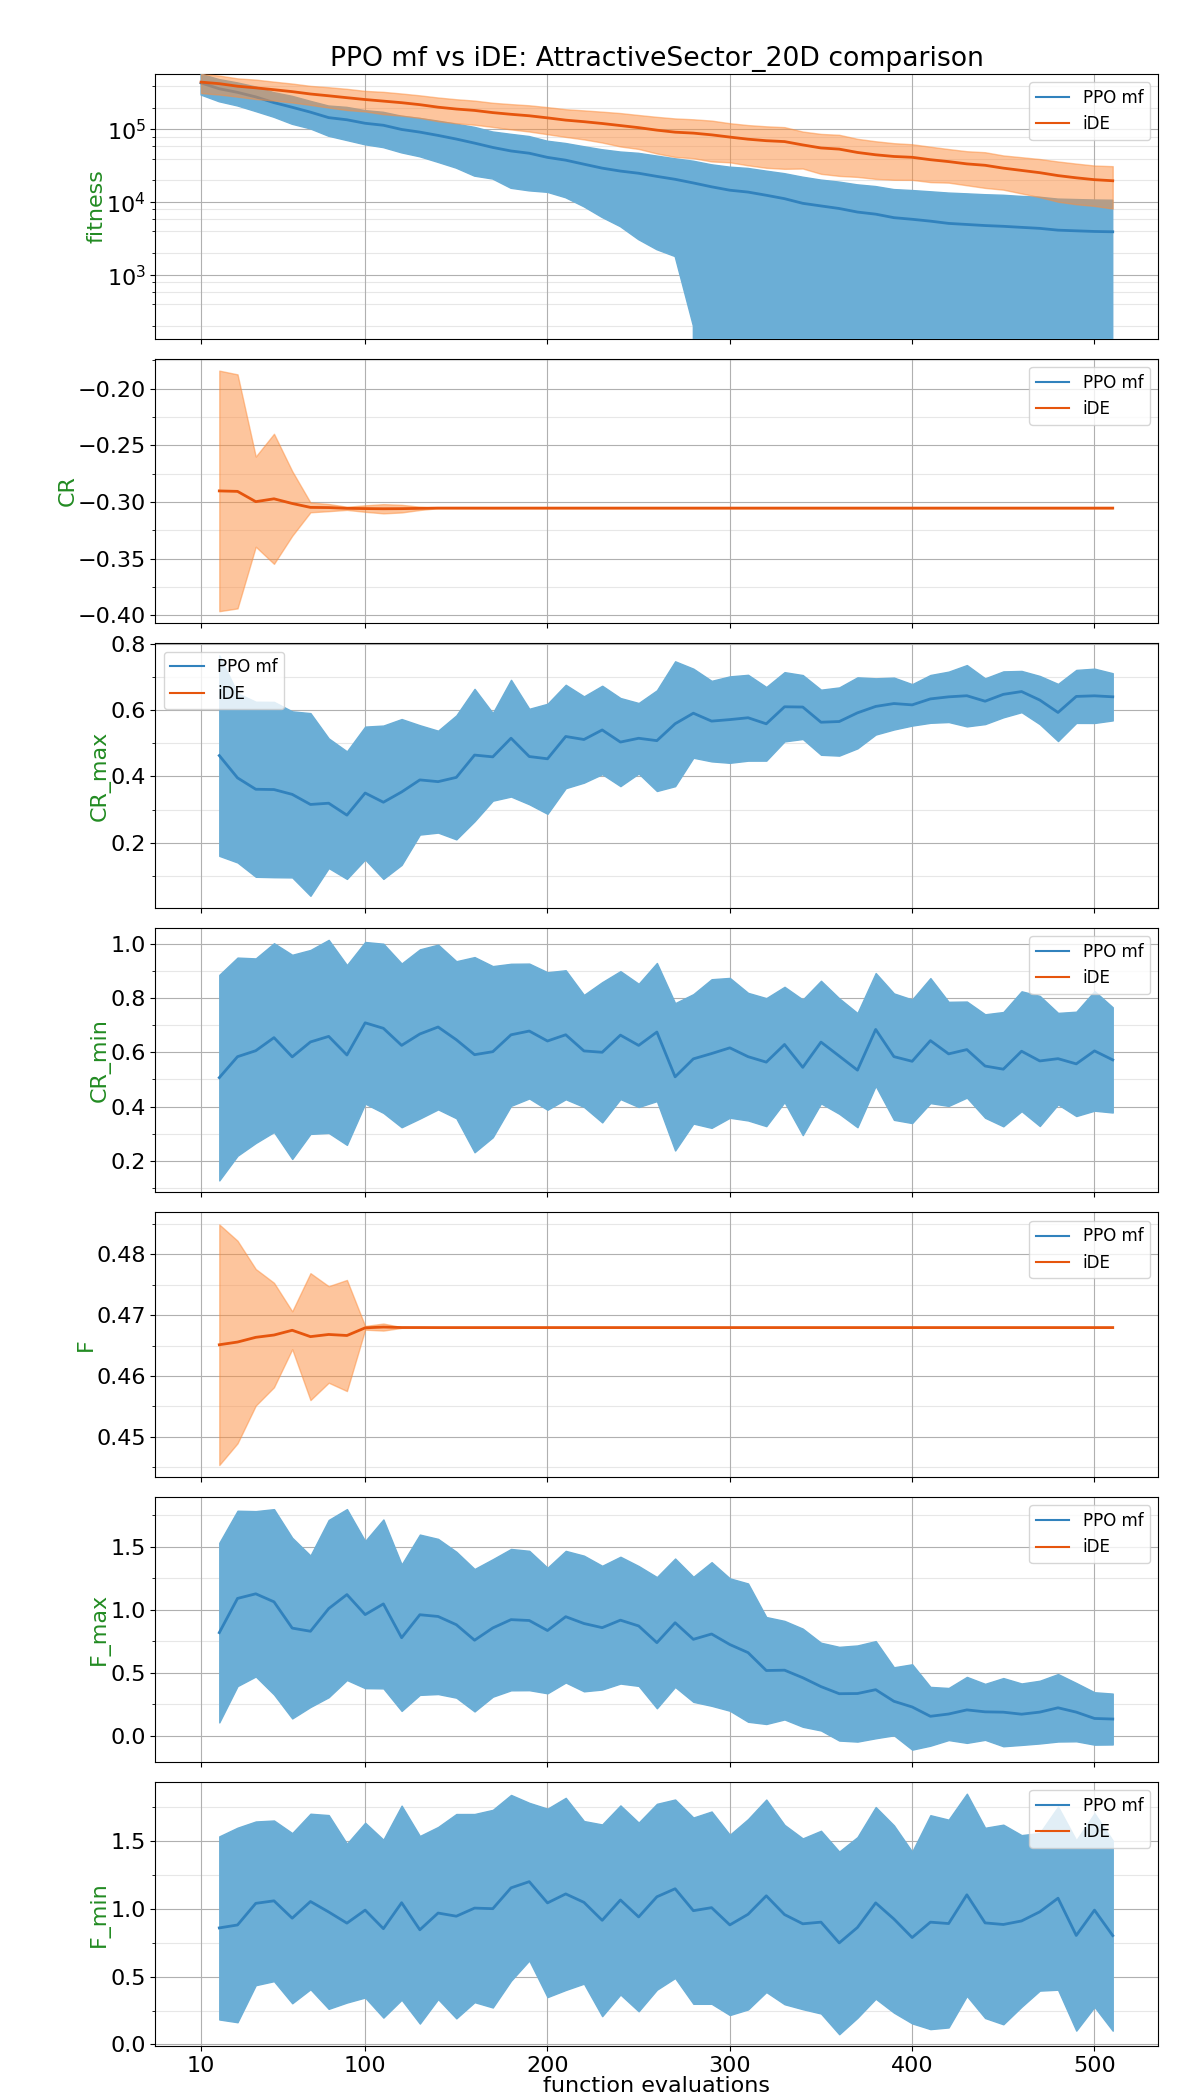 PPO mf vs iDE: AttractiveSector_20D comparison
fitness
10^5
10^4
10^3
PPO mf
iDE
CR
−0.20
−0.25
−0.30
−0.35
−0.40
PPO mf
iDE
CR_max
0.8
0.6
0.4
0.2
PPO mf
iDE
CR_min
1.0
0.8
0.6
0.4
0.2
PPO mf
iDE
F
0.48
0.47
0.46
0.45
PPO mf
iDE
F_max
1.5
1.0
0.5
0.0
PPO mf
iDE
F_min
1.5
1.0
0.5
0.0
PPO mf
iDE
10 100 200 300 400 500
function evaluations